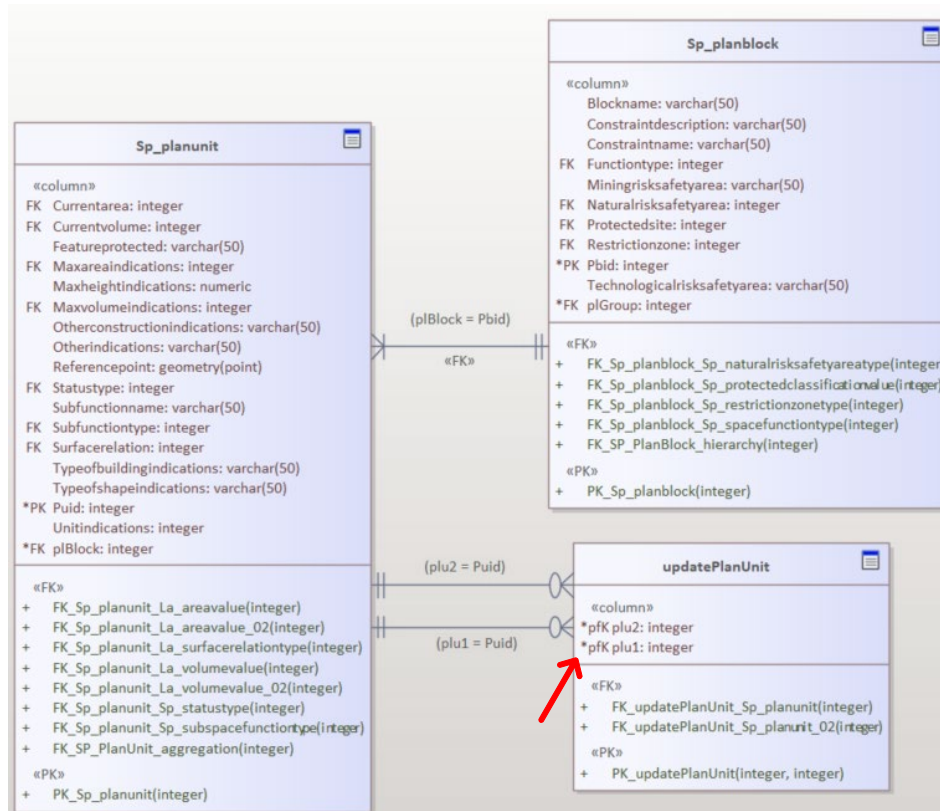 Sp_planblock
«column»
Blockname: varchar(50)
Constraintdescription: varchar(50)
Constraintname: varchar(50)
FK Functiontype: integer
Miningrisksafetyarea: varchar(50)
FK Naturalrisksafetyarea: integer
FK Protectedsite: integer
FK Restrictionzone: integer
*PK Pbid: integer
Technologicalrisksafetyarea: varchar(50)
*FK plGroup: integer
«FK»
+ FK_Sp_planblock_Sp_naturalrisksafetyareatype(integer
+ FK_Sp_planblock_Sp_protectedclassificationvalue(integer)
+ FK_Sp_planblock_Sp_restrictionzonetype(integer)
+ FK_Sp_planblock_Sp_spacefunctiontype(integer)
+ FK_SP_PlanBlock_hierarchy(integer)
«PK»
+ PK_Sp_planblock(integer)
Sp_planunit
«column»
FK Currentarea: integer
FK Currentvolume: integer
Featureprotected: varchar(50)
FK Maxareaindications: integer
Maxheightindications: numeric
FK Maxvolumeindications: integer
Otherconstructionindications: varchar(50)
Otherindications: varchar(50)
Referencepoint: geometry(point)
FK Statustype: integer
Subfunctionname: varchar(50)
FK Subfunctiontype: integer
FK Surfacerelation: integer
Typeofbuildingindications: varchar(50)
Typeofshapeindications: varchar(50)
*PK Puid: integer
Unitindications: integer
*FK plBlock: integer
«FK»
+ FK_Sp_planunit_La_areavalue(integer)
+ FK_Sp_planunit_La_areavalue_02(integer)
+ FK_Sp_planunit_La_surfacerelationtype(integer)
+ FK_Sp_planunit_La_volumevalue(integer)
+ FK_Sp_planunit_La_volumevalue_02(integer)
+ FK_Sp_planunit_Sp_statustype(integer)
+ FK_Sp_planunit_Sp_subspacefunctiontype(integer)
+ FK_SP_PlanUnit_aggregation(integer)
«PK»
+ PK_Sp_planunit(integer)
(plBlock = Pbid)
«FK»
(plu2 = Puid)
(plu1 = Puid)
updatePlanUnit
«column»
*pfK plu2: integer
*pfK plu1: integer
«FK»
+ FK_updatePlanUnit_Sp_planunit(integer)
+ FK_updatePlanUnit_Sp_planunit_02(integer)
«PK»
+ PK_updatePlanUnit(integer, integer)